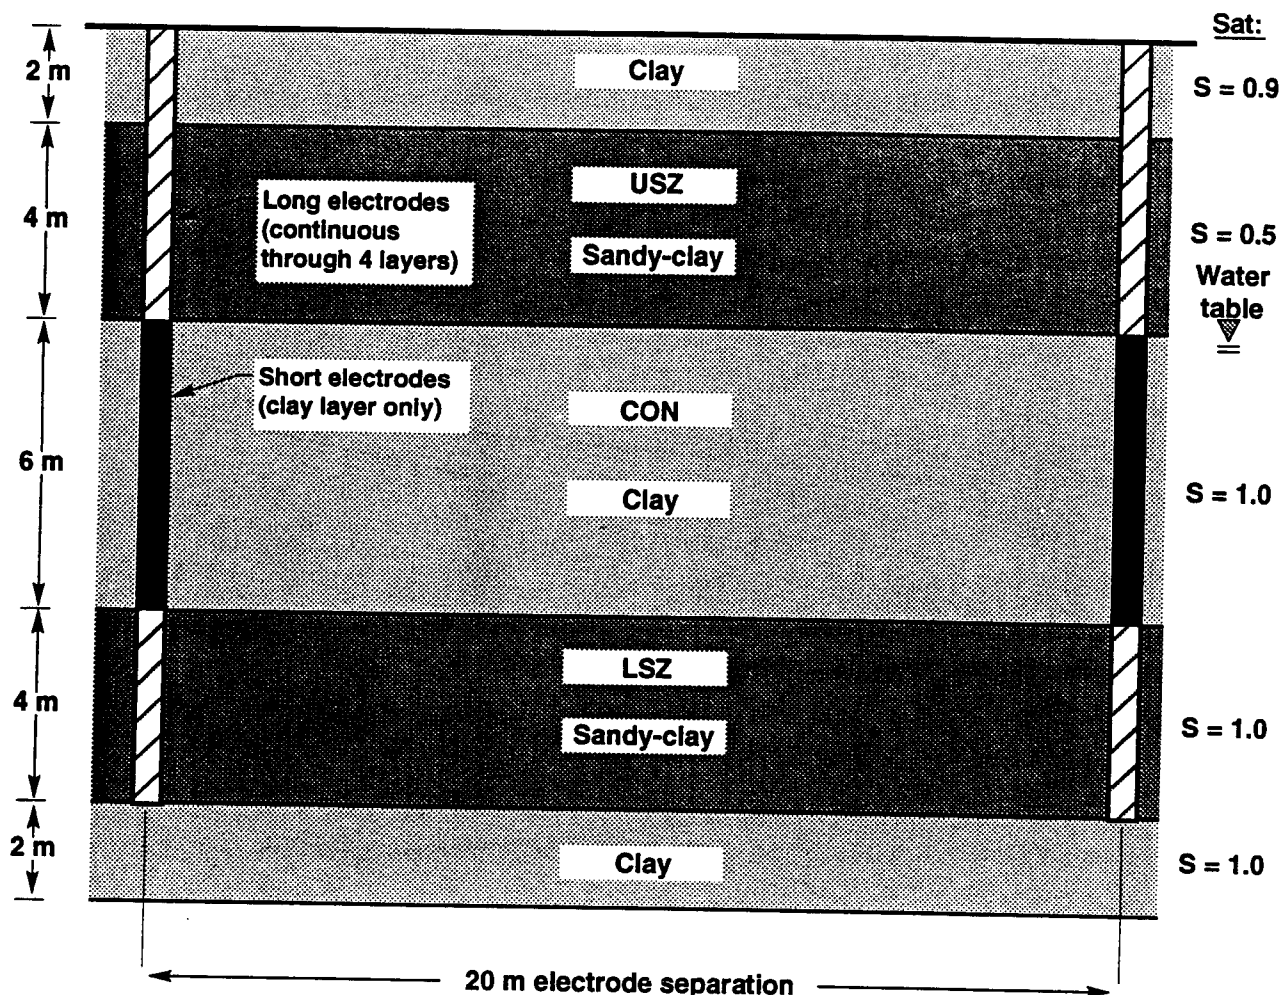 Sat:
2 m
Clay
S = 0.9
4 m
Long electrodes
(continuous
through 4 layers)
USZ
Sandy-clay
S = 0.5
Water
table
6 m
Short electrodes
(clay layer only)
CON
Clay
S = 1.0
4 m
LSZ
Sandy-clay
S = 1.0
2 m
Clay
S = 1.0
20 m electrode separation